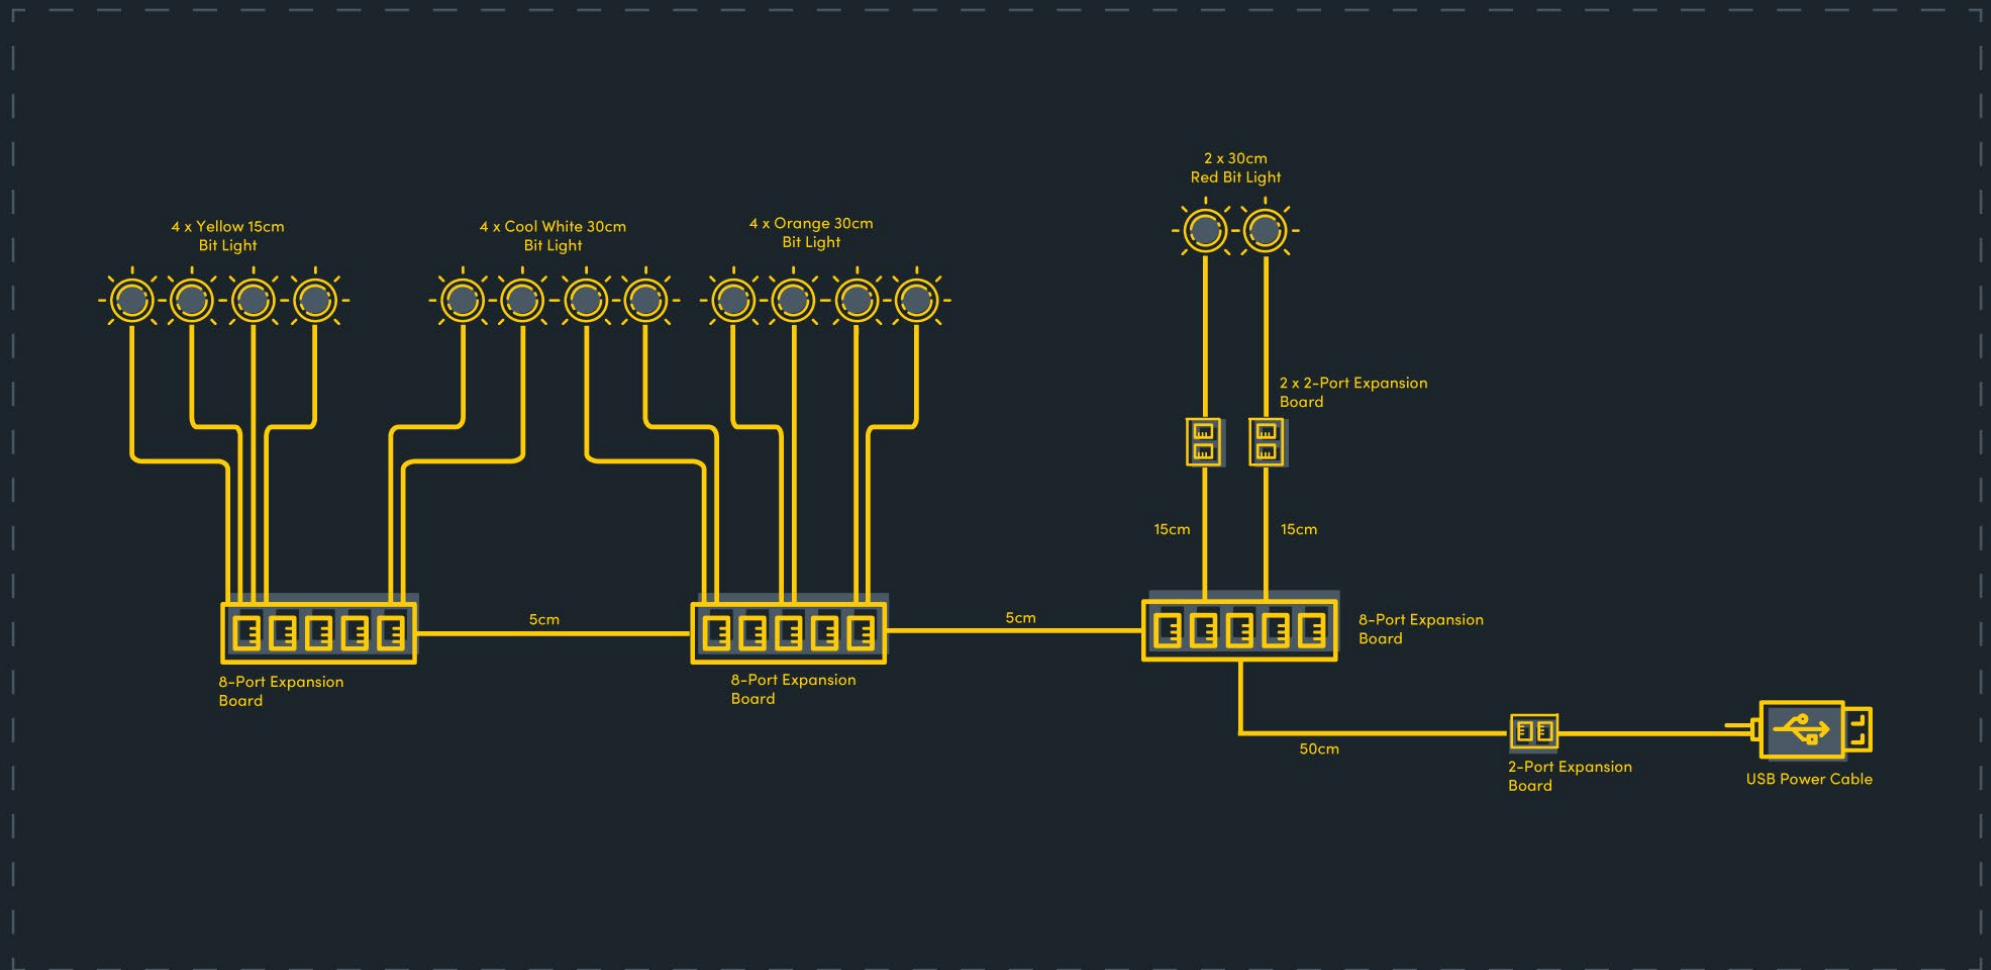 2 x 30cm
Red Bit Light
4 x Yellow 15cm
Bit Light
4 x Cool White 30cm
Bit Light
4 x Orange 30cm
Bit Light
2 x 2-Port Expansion
Board
15cm
15cm
5cm
5cm
8-Port Expansion
Board
8-Port Expansion
Board
8-Port Expansion
Board
50cm
2-Port Expansion
Board
USB Power Cable